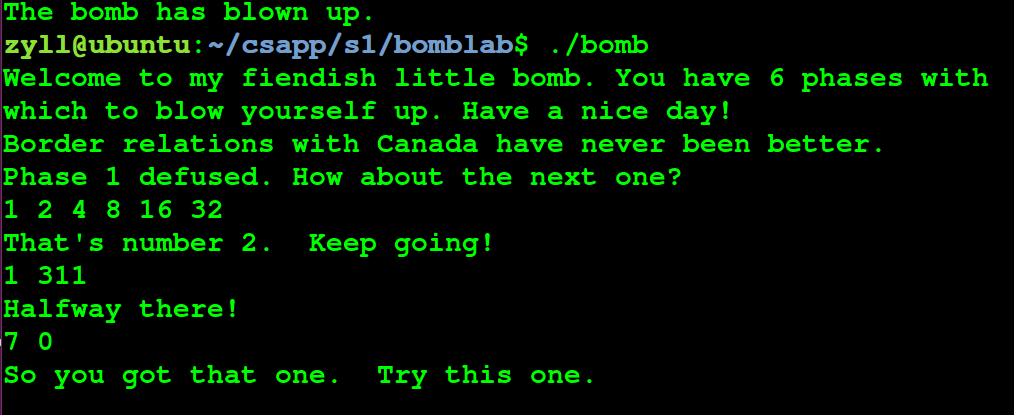 The bomb has blown up.
zyll@ubuntu:~/csapp/s1/bomblab$ ./bomb
Welcome to my fiendish little bomb. You have 6 phases with
which to blow yourself up. Have a nice day!
Border relations with Canada have never been better.
Phase 1 defused. How about the next one?
1 2 4 8 16 32
That's number 2.  Keep going!
1 311
Halfway there!
7 0
So you got that one.  Try this one.